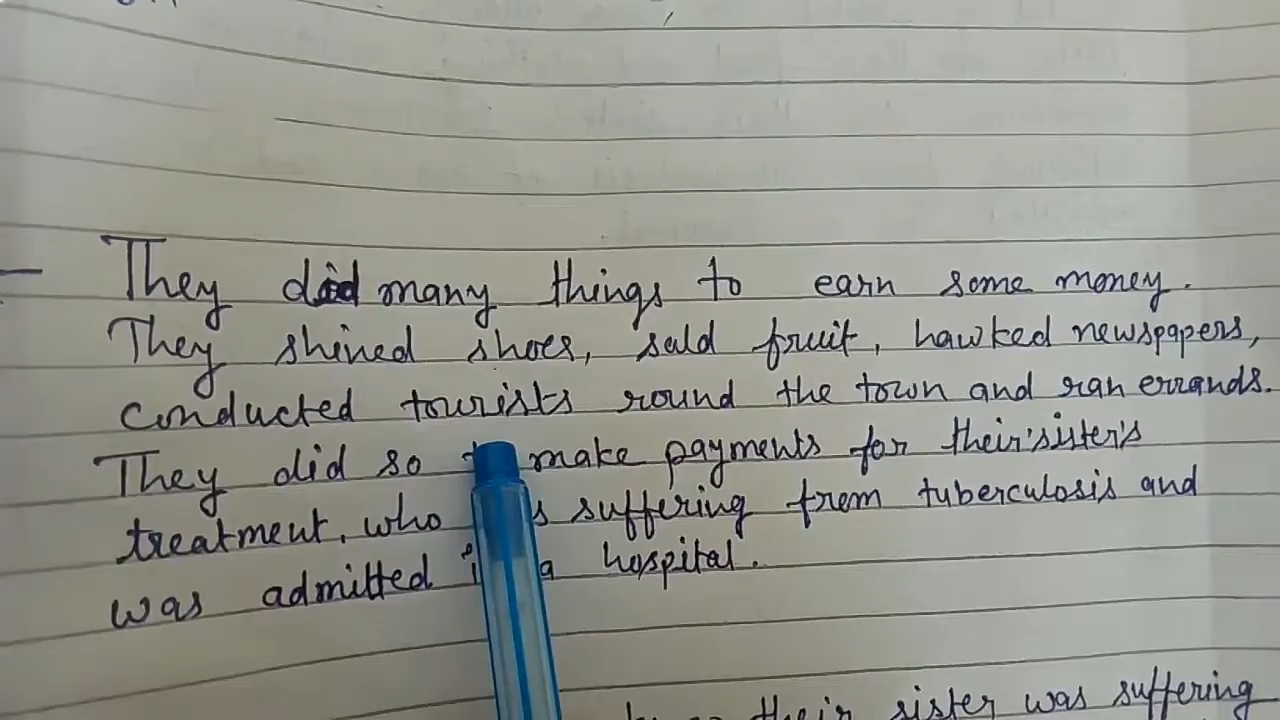 They did many things to earn some money.
They shined shoes, sald fruit, hawked newspapers,
conducted tourists round the town and ran errands.
They did so make payments for their sister's
treatment, who suffering from tuberculosis and
was admitted a hospital.
their sister was suffering